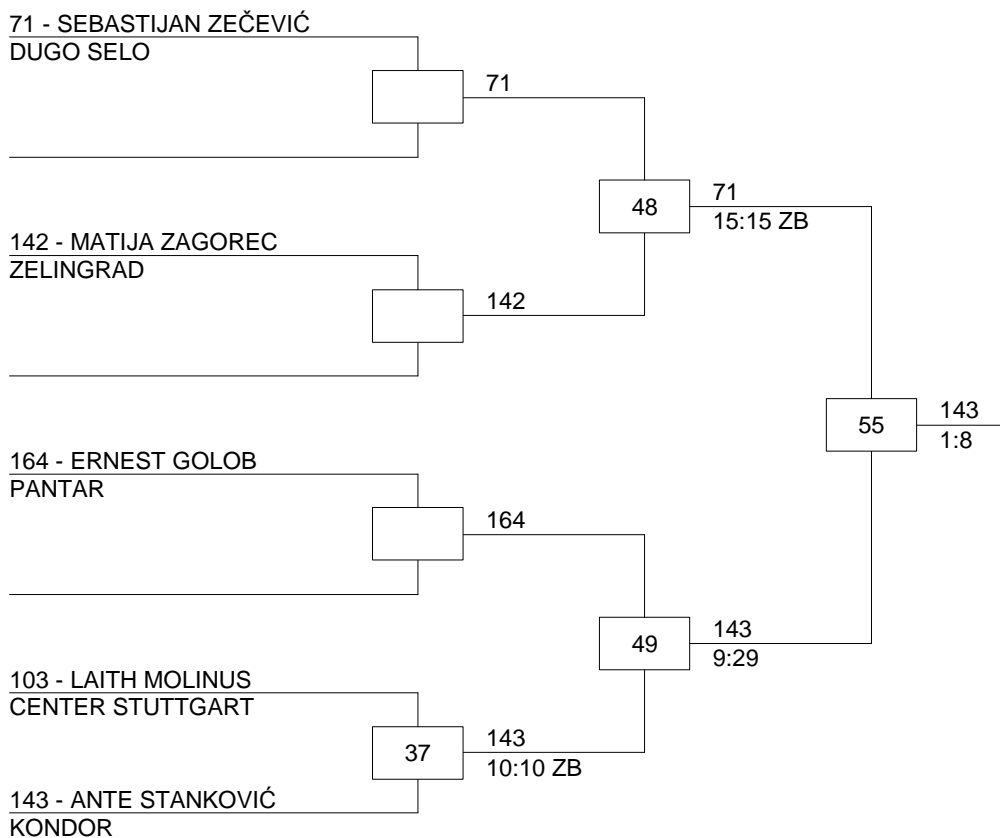 71 - SEBASTIJAN ZEČEVIĆ
DUGO SELO
71
48
71
15:15 ZB
142 - MATIJA ZAGOREC
ZELINGRAD
142
55
143
1:8
164 - ERNEST GOLOB
PANTAR
164
49
143
9:29
103 - LAITH MOLINUS
CENTER STUTTGART
37
143
10:10 ZB
143 - ANTE STANKOVIĆ
KONDOR